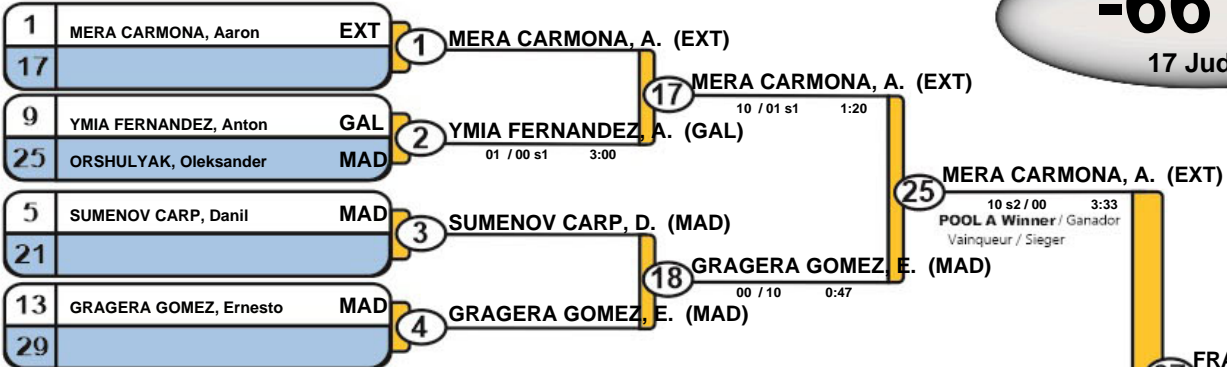 -66
17 Jud
1 MERA CARMONA, Aaron EXT
17
1
MERA CARMONA, A. (EXT)
9 YMIA FERNANDEZ, Anton GAL
25 ORSHULYAK, Oleksander MAD
2
YMIA FERNANDEZ, A. (GAL)
01 / 00 s1 3:00
17
MERA CARMONA, A. (EXT)
10 / 01 s1 1:20
5 SUMENOV CARP, Danil MAD
21
3
SUMENOV CARP, D. (MAD)
13 GRAGERA GOMEZ, Ernesto MAD
29
4
GRAGERA GOMEZ, E. (MAD)
18
GRAGERA GOMEZ, E. (MAD)
00 / 10 0:47
25
MERA CARMONA, A. (EXT)
10 s2 / 00 3:33
POOL A Winner / Ganador
Vainqueur / Sieger
FRA